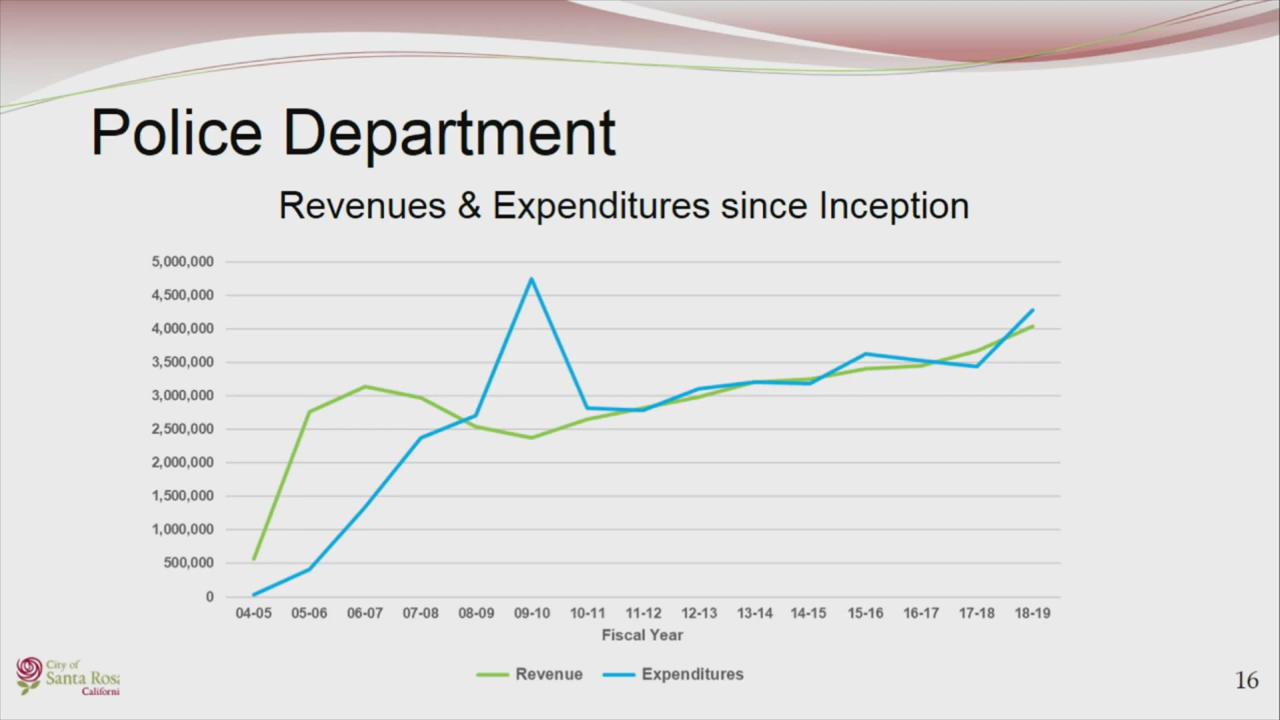 Police Department
Revenues & Expenditures since Inception
5,000,000
4,500,000
4,000,000
3,500,000
3,000,000
2,500,000
2,000,000
1,500,000
1,000,000
500,000
0
04-05 05-06 06-07 07-08 08-09 09-10 10-11 11-12 12-13 13-14 14-15 15-16 16-17 17-18 18-19
Fiscal Year
Revenue Expenditures
City of
Santa Rosa
Californi
16